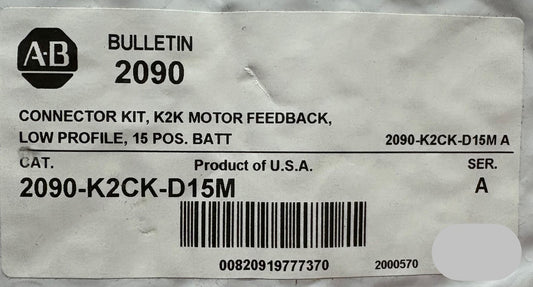 A-B
BULLETIN
2090
CONNECTOR KIT, K2K MOTOR FEEDBACK,
LOW PROFILE, 15 POS. BATT
2090-K2CK-D15M A
CAT. Product of U.S.A. SER.
2090-K2CK-D15M A
00820919777370 2000570